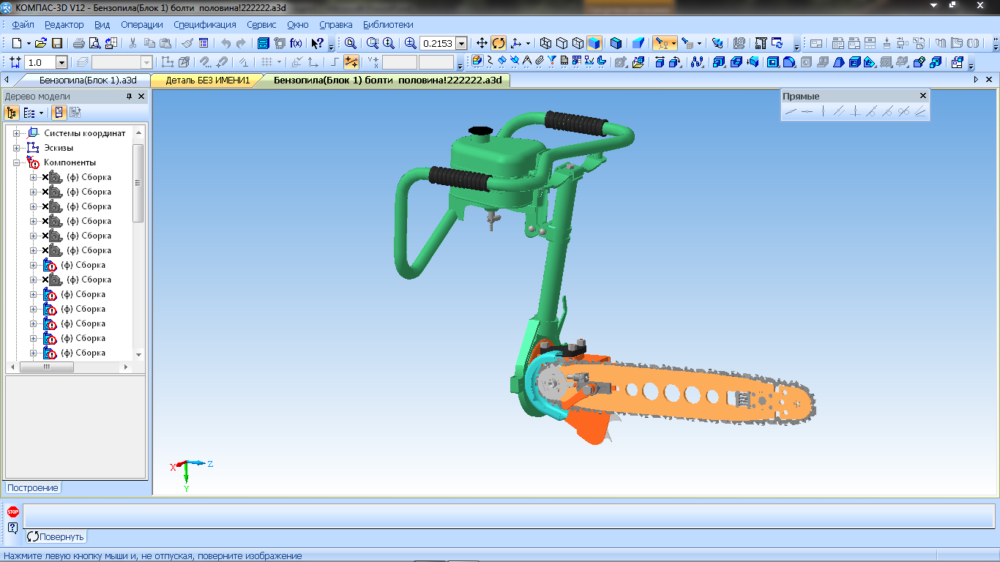 КОМПАС-3D V12 - Бензопила(Блок 1) болти половина!222222.a3d
Файл Редактор Вид Операции Спецификация Сервис Окно Справка Библиотеки
0.2153
f(x)
1.0
Бензопила(Блок 1).a3d Деталь БЕЗ ИМЕНИ1 Бензопила(Блок 1) болти половина!222222.a3d
Дерево модели
Прямые
Системы координат
Эскизы
Компоненты
(ф) Сборка
(ф) Сборка
(ф) Сборка
(ф) Сборка
(ф) Сборка
(ф) Сборка
(ф) Сборка
(ф) Сборка
(ф) Сборка
(ф) Сборка
(ф) Сборка
(ф) Сборка
(ф) Сборка
X Z
Y
Построение
STOP
Повернуть
Нажмите левую кнопку мыши и, не отпуская, поверните изображение